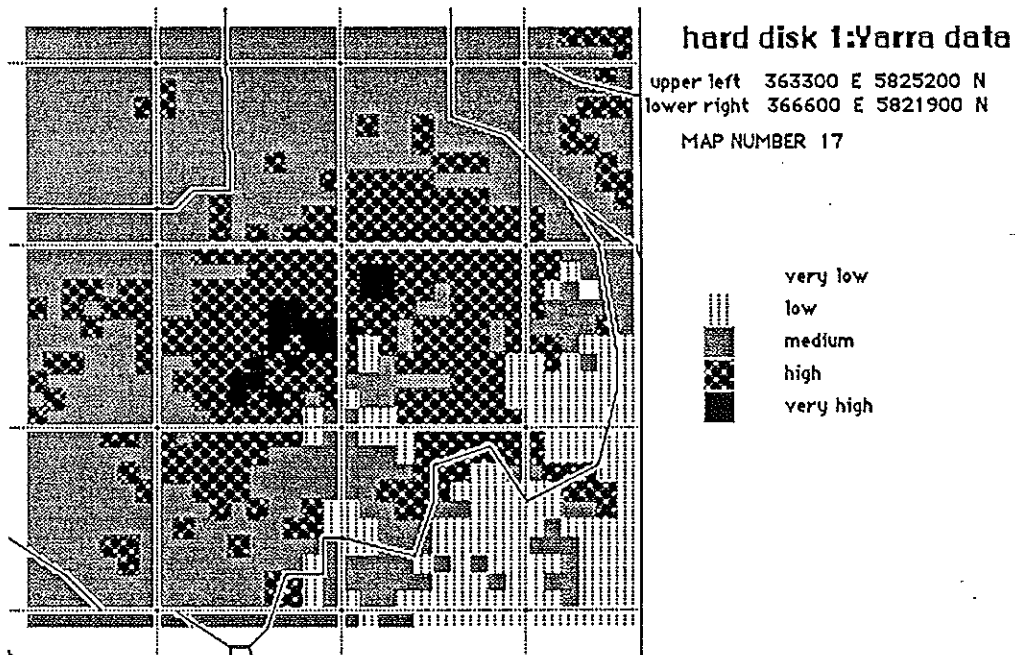 hard disk 1:Yarra data
upper left 363300 E 5825200 N
lower right 366600 E 5821900 N
MAP NUMBER 17
very low
low
medium
high
very high